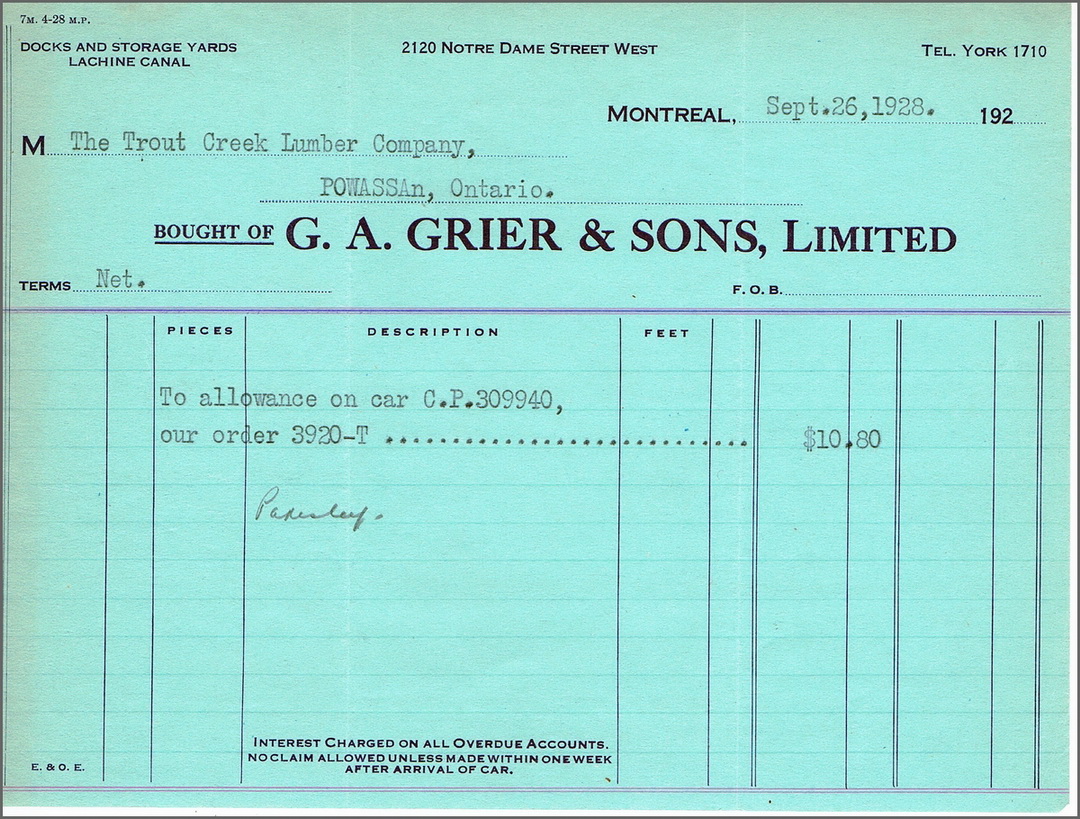 7M. 4-28 M.P.
DOCKS AND STORAGE YARDS
LACHINE CANAL
2120 NOTRE DAME STREET WEST
TEL. YORK 1710
MONTREAL, Sept.26,1928. 192
M The Trout Creek Lumber Company,
POWASSAn, Ontario.
BOUGHT OF G. A. GRIER & SONS, LIMITED
TERMS Net.
F. O. B.
PIECES DESCRIPTION FEET
To allowance on car C.P.309940,
our order 3920-T ........................... $10.80
INTEREST CHARGED ON ALL OVERDUE ACCOUNTS.
NO CLAIM ALLOWED UNLESS MADE WITHIN ONE WEEK
AFTER ARRIVAL OF CAR.
E. & O. E.